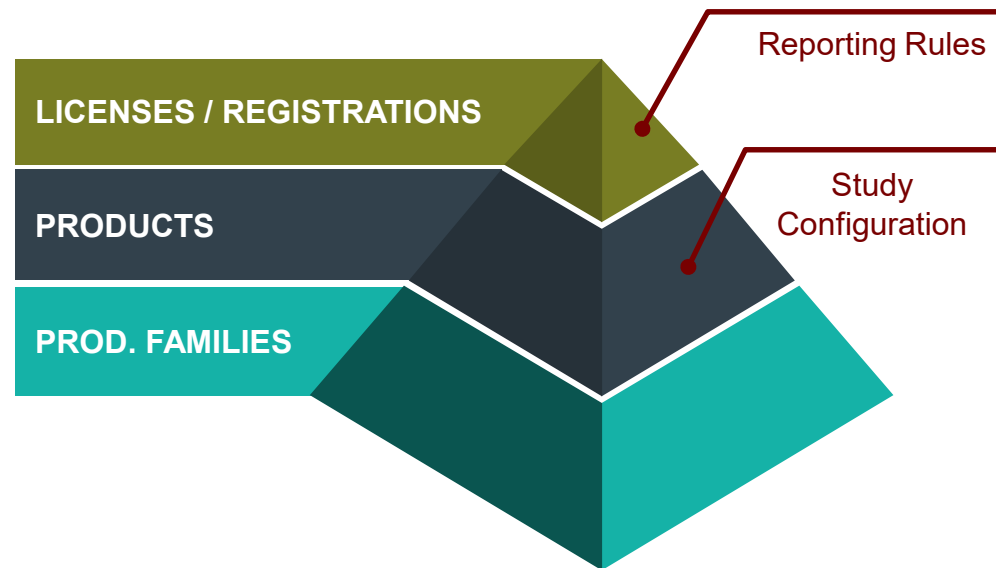 Reporting Rules
LICENSES / REGISTRATIONS
Study
Configuration
PRODUCTS
PROD. FAMILIES